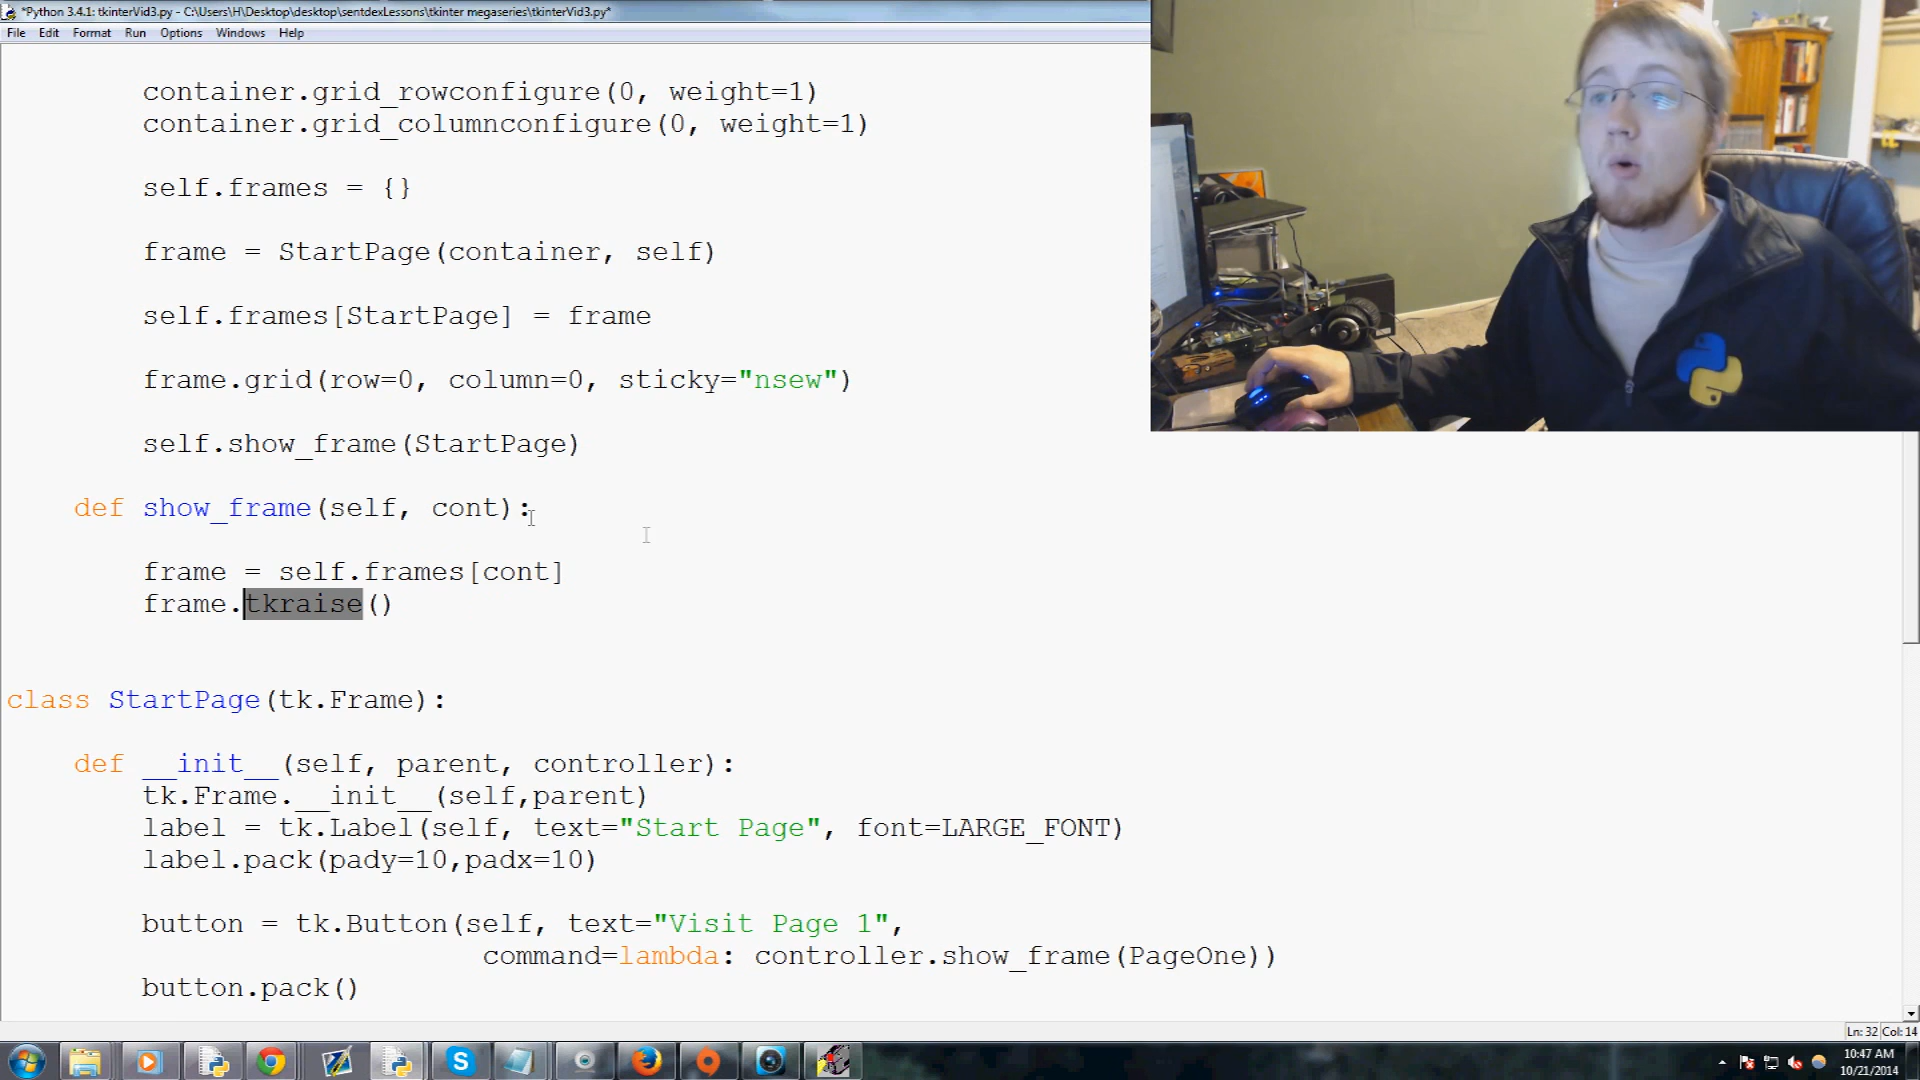 *Python 3.4.1: tkinterVid3.py - C:\Users\H\Desktop\desktop\sentdexLessons\tkinter megaseries\tkinterVid3.py*
File Edit Format Run Options Windows Help
container.grid_rowconfigure(0, weight=1)
container.grid_columnconfigure(0, weight=1)
self.frames = {}
frame = StartPage(container, self)
self.frames[StartPage] = frame
frame.grid(row=0, column=0, sticky="nsew")
self.show_frame(StartPage)
def show_frame(self, cont):
frame = self.frames[cont]
frame.tkraise()
class StartPage(tk.Frame):
def __init__(self, parent, controller):
tk.Frame.__init__(self,parent)
label = tk.Label(self, text="Start Page", font=LARGE_FONT)
label.pack(pady=10,padx=10)
button = tk.Button(self, text="Visit Page 1",
command=lambda: controller.show_frame(PageOne))
button.pack()
Ln: 32 Col: 14
10:47 AM
10/21/2014